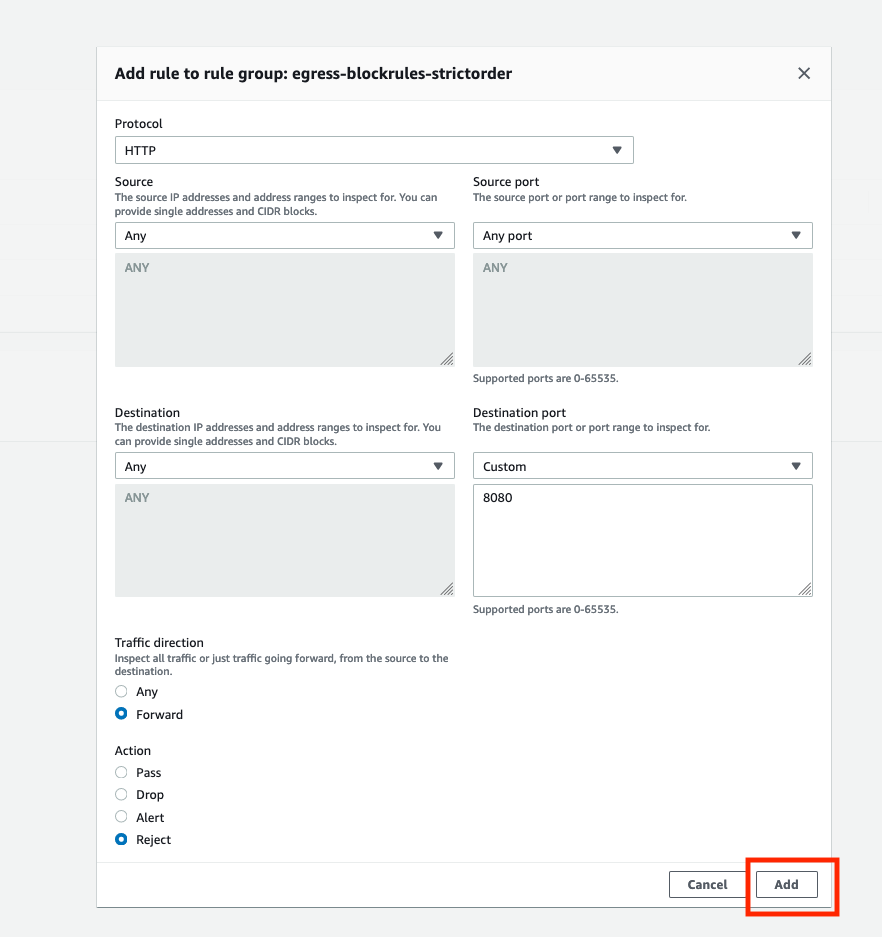 Add rule to rule group: egress-blockrules-strictorder
Protocol
HTTP
Source
The source IP addresses and address ranges to inspect for. You can
provide single addresses and CIDR blocks.
Any
ANY
Source port
The source port or port range to inspect for.
Any port
ANY
Supported ports are 0-65535.
Destination
The destination IP addresses and address ranges to inspect for. You
can provide single addresses and CIDR blocks.
Any
ANY
Destination port
The destination port or port range to inspect for.
Custom
8080
Supported ports are 0-65535.
Traffic direction
Inspect all traffic or just traffic going forward, from the source to the
destination.
Any
Forward
Action
Pass
Drop
Alert
Reject
Cancel
Add